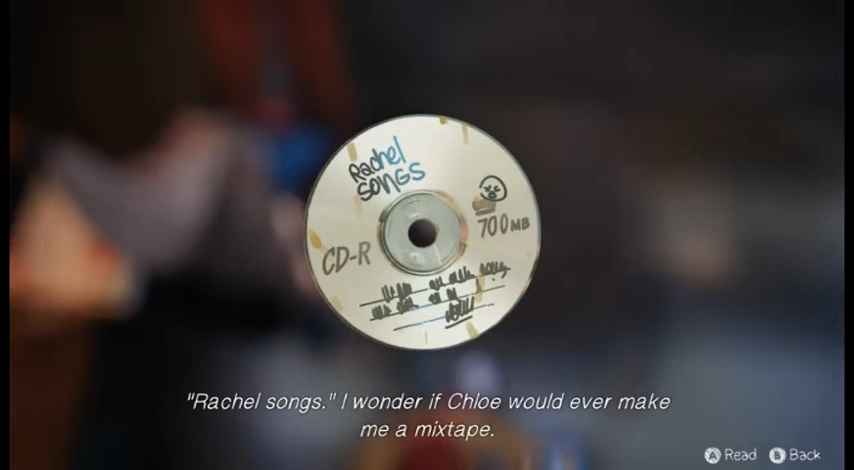 Rachel
SONGS
700MB
CD-R
"Rachel songs." I wonder if Chloe would ever make
me a mixtape.
A Read B Back